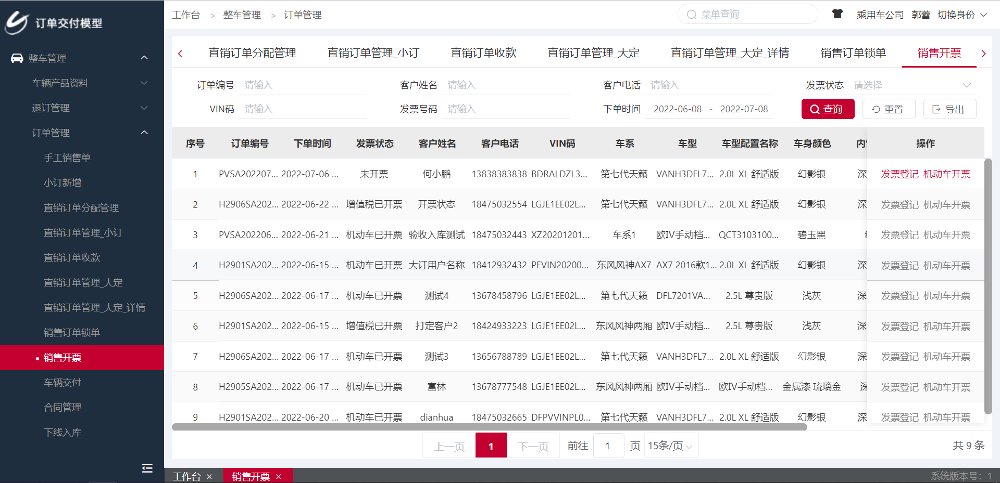 订单交付模型
整车管理
车辆产品资料
退订管理
订单管理
手工销售单
小订新增
直销订单分配管理
直销订单管理_小订
直销订单收款
直销订单管理_大定
直销订单管理_大定_详情
销售订单锁单
销售开票
车辆交付
合同管理
下线入库
工作台 > 整车管理 > 订单管理
菜单查询
乘用车公司 郭蕾 切换身份
直销订单分配管理 直销订单管理_小订 直销订单收款 直销订单管理_大定 直销订单管理_大定_详情 销售订单锁单 销售开票
订单编号 请输入 客户姓名 请输入 客户电话 请输入 发票状态 请选择
VIN码 请输入 发票号码 请输入 下单时间 2022-06-08 - 2022-07-08 查询 重置 导出
序号 订单编号 下单时间 发票状态 客户姓名 客户电话 VIN码 车系 车型 车型配置名称 车身颜色 操作
1 PVSA202207... 2022-07-06 ... 未开票 何小鹏 13838383838 BDRALDZL3... 第七代天籁 VANH3DFL7... 2.0L XL 舒适版 幻影银 深 发票登记 机动车开票
2 H2906SA202... 2022-06-22 ... 增值税已开票 开票状态 18475032554 LGJE1EE02L... 第七代天籁 VANH3DFL7... 2.0L XL 舒适版 幻影银 深 发票登记 机动车开票
3 PVSA202206... 2022-06-21 ... 机动车已开票 验收入库测试 18475032443 XZ20201201... 车系1 欧IV手动档... QCT3103100... 碧玉黑 发票登记 机动车开票
4 H2901SA202... 2022-06-15 ... 机动车已开票 大订用户名称 18412932432 PFVIN20200... 东风风神AX7 AX7 2016款1... 2.0L XL 舒适版 幻影银 深 发票登记 机动车开票
5 H2906SA202... 2022-06-17 ... 机动车已开票 测试4 13678458796 LGJE1EE02L... 第七代天籁 DFL7201VA... 2.5L 尊贵版 浅灰 深 发票登记 机动车开票
6 H2901SA202... 2022-06-15 ... 增值税已开票 打定客户2 18424933223 LGJE1EE02L... 东风风神两厢 欧IV手动档... 2.5L 尊贵版 浅灰 深 发票登记 机动车开票
7 H2906SA202... 2022-06-17 ... 机动车已开票 测试3 13656788789 LGJE1EE02L... 第七代天籁 VANH3DFL7... 2.0L XL 舒适版 幻影银 深 发票登记 机动车开票
8 H2905SA202... 2022-06-17 ... 机动车已开票 富林 13678777548 LGJE1EE02L... 东风风神两厢 欧IV手动档... 欧IV手动档... 金属漆 琉璃金 深 发票登记 机动车开票
9 H2901SA202... 2022-06-20 ... 机动车已开票 dianhua 18475032665 DFPVVINPL0... 第七代天籁 VANH3DFL7... 2.0L XL 舒适版 幻影银 深 发票登记 机动车开票
上一页 1 下一页 前往 1 页 15条/页 共 9 条
工作台 × 销售开票 × 系统版本号：1